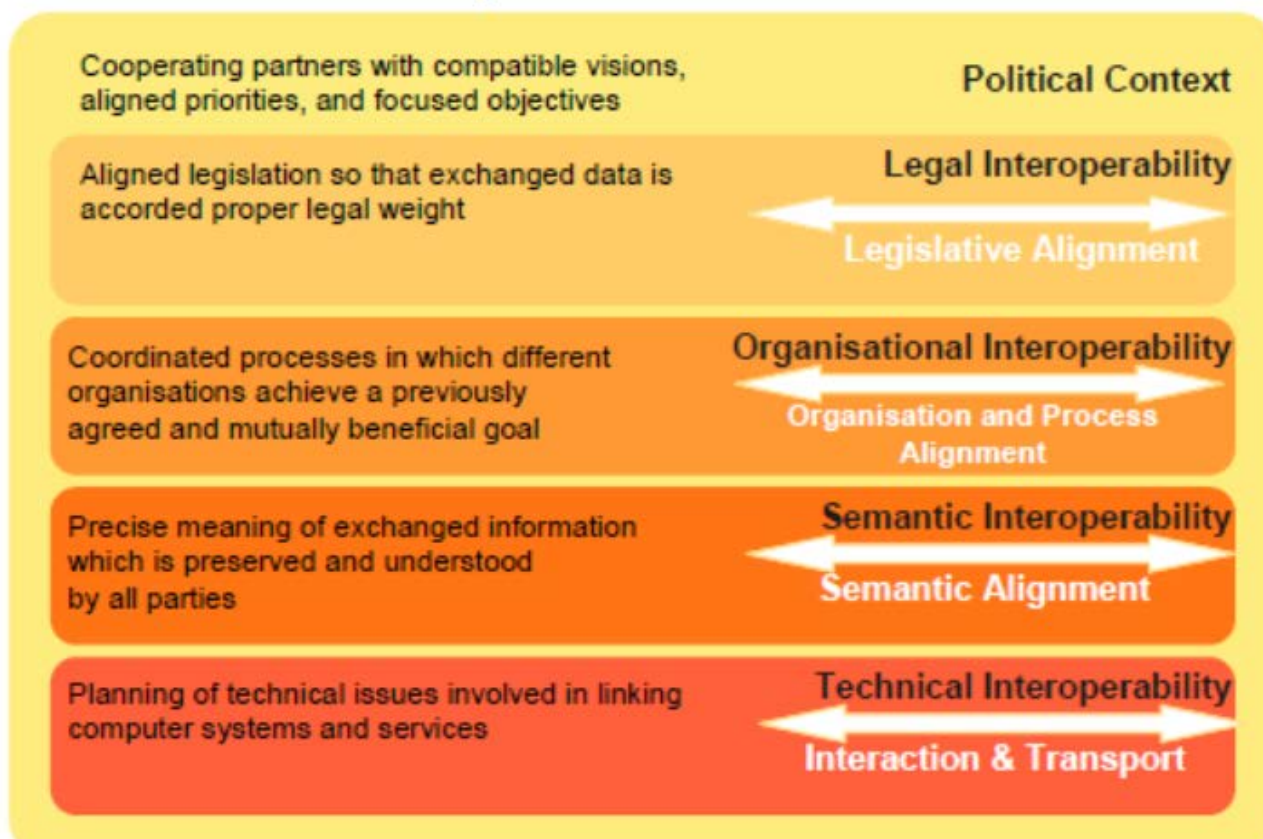 Cooperating partners with compatible visions,
aligned priorities, and focused objectives
Political Context
Aligned legislation so that exchanged data is
accorded proper legal weight
Legal Interoperability
Legislative Alignment
Coordinated processes in which different
organisations achieve a previously
agreed and mutually beneficial goal
Organisational Interoperability
Organisation and Process
Alignment
Precise meaning of exchanged information
which is preserved and understood
by all parties
Semantic Interoperability
Semantic Alignment
Planning of technical issues involved in linking
computer systems and services
Technical Interoperability
Interaction & Transport